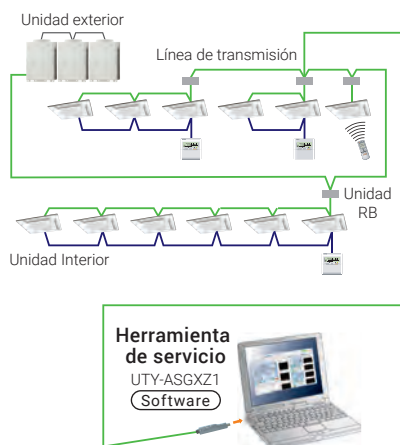 Unidad exterior
Línea de transmisión
Unidad
RB
Unidad Interior
Herramienta
de servicio
UTY-ASGXZ1
Software